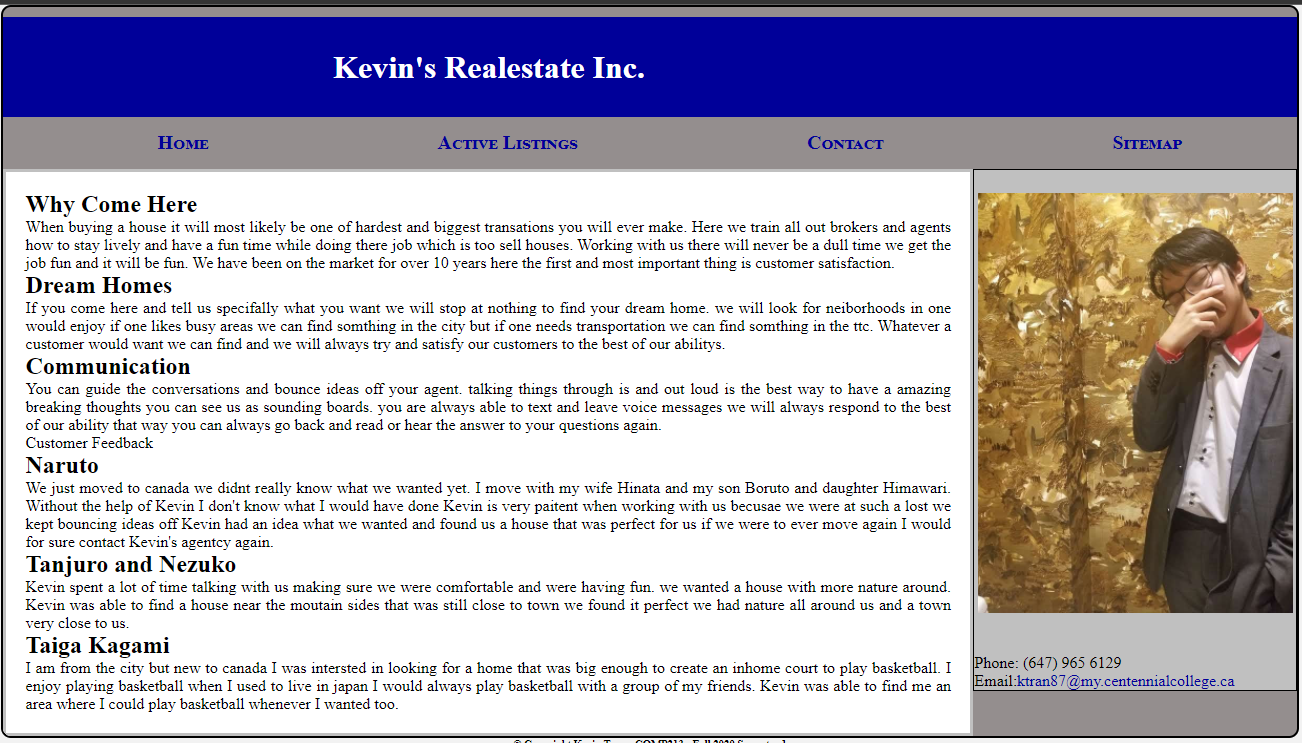 Kevin's Realestate Inc.
Home Active Listings Contact Sitemap
Why Come Here
When buying a house it will most likely be one of hardest and biggest transations you will ever make. Here we train all out brokers and agents
how to stay lively and have a fun time while doing there job which is too sell houses. Working with us there will never be a dull time we get the
job fun and it will be fun. We have been on the market for over 10 years here the first and most important thing is customer satisfaction.
Dream Homes
If you come here and tell us specifally what you want we will stop at nothing to find your dream home. we will look for neiborhoods in one
would enjoy if one likes busy areas we can find somthing in the city but if one needs transportation we can find somthing in the ttc. Whatever a
customer would want we can find and we will always try and satisfy our customers to the best of our abilitys.
Communication
You can guide the conversations and bounce ideas off your agent. talking things through is and out loud is the best way to have a amazing
breaking thoughts you can see us as sounding boards. you are always able to text and leave voice messages we will always respond to the best
of our ability that way you can always go back and read or hear the answer to your questions again.
Customer Feedback
Naruto
We just moved to canada we didnt really know what we wanted yet. I move with my wife Hinata and my son Boruto and daughter Himawari.
Without the help of Kevin I don't know what I would have done Kevin is very paitent when working with us becusae we were at such a lost we
kept bouncing ideas off Kevin had an idea what we wanted and found us a house that was perfect for us if we were to ever move again I would
for sure contact Kevin's agentcy again.
Tanjuro and Nezuko
Kevin spent a lot of time talking with us making sure we were comfortable and were having fun. we wanted a house with more nature around.
Kevin was able to find a house near the moutain sides that was still close to town we found it perfect we had nature all around us and a town
very close to us.
Taiga Kagami
I am from the city but new to canada I was intersted in looking for a home that was big enough to create an inhome court to play basketball. I
enjoy playing basketball when I used to live in japan I would always play basketball with a group of my friends. Kevin was able to find me an
area where I could play basketball whenever I wanted too.
Phone: (647) 965 6129
Email:ktran87@my.centennialcollege.ca